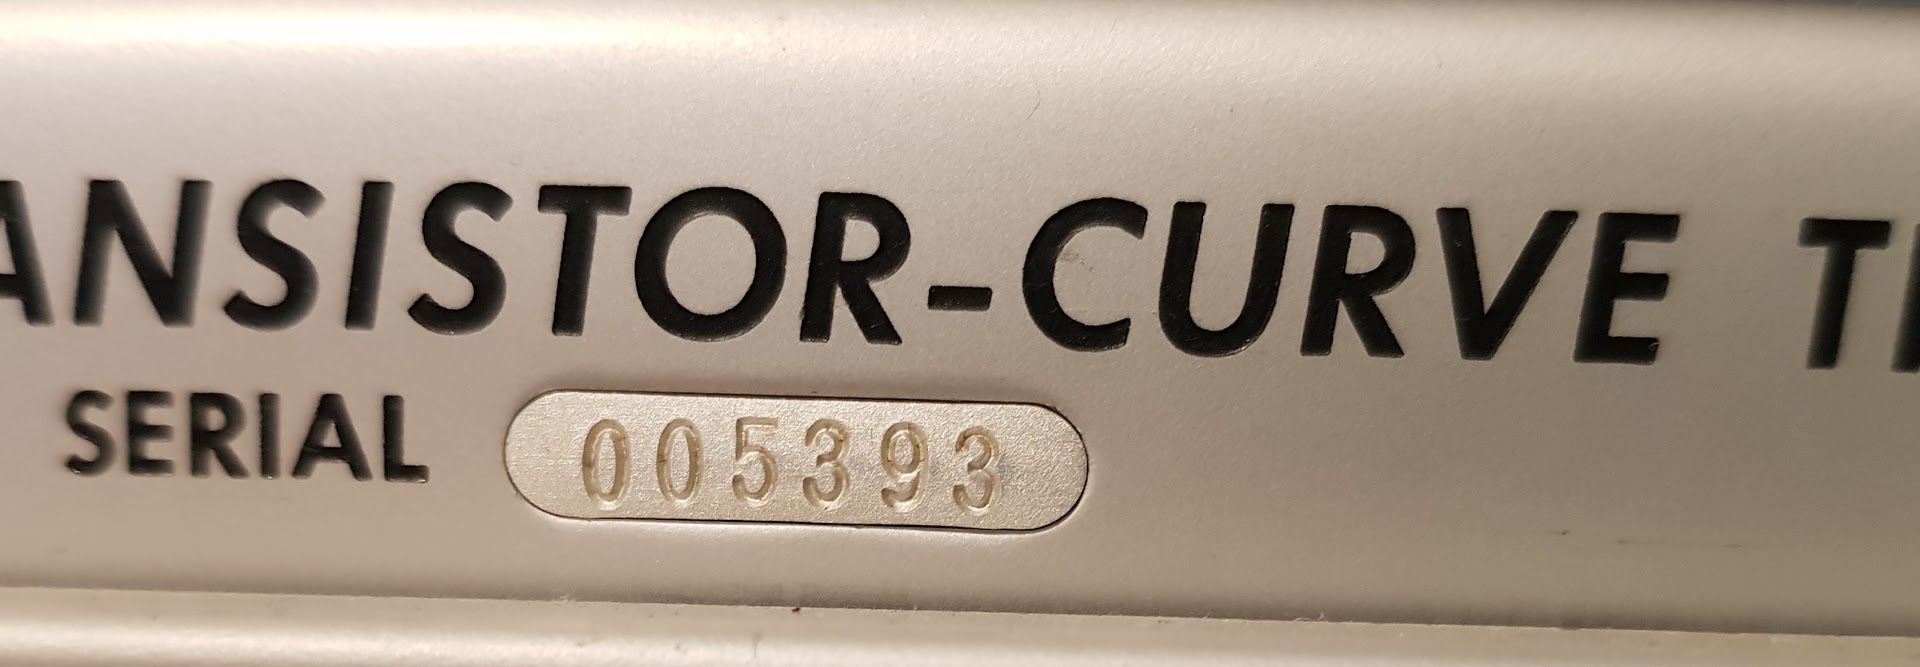 ANSISTOR-CURVE T
SERIAL 005393